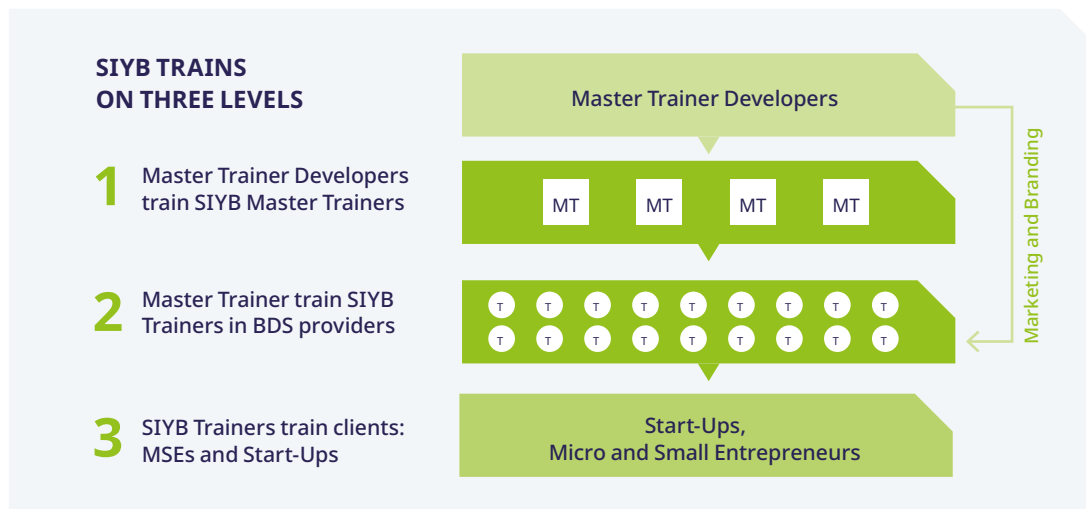 SIYB TRAINS
ON THREE LEVELS
Master Trainer Developers
1
Master Trainer Developers
train SIYB Master Trainers
MT MT MT MT
2
Master Trainer train SIYB
Trainers in BDS providers
T T T T T T T T T
T T T T T T T T T
3
SIYB Trainers train clients:
MSEs and Start-Ups
Start-Ups,
Micro and Small Entrepreneurs
Marketing and Branding